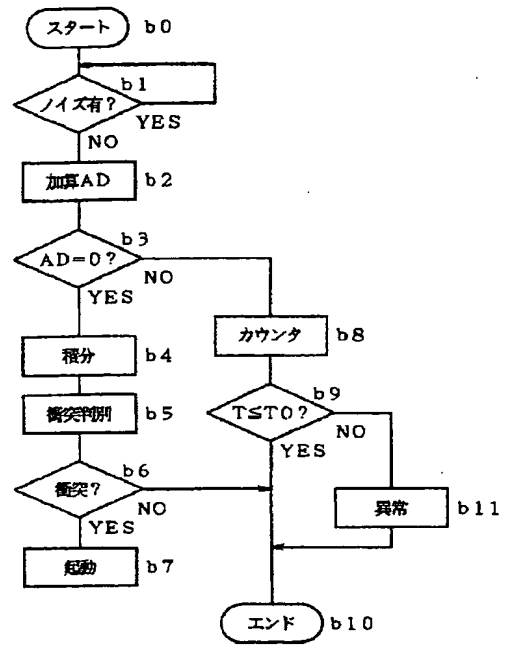 スタート b0
b1
ノイズ有?
YES
NO
加算AD b2
b3
AD=0?
NO
YES
カウンタ b8
積分 b4
b9
衝突判別 b5
T≦T0?
NO
YES
b6
衝突?
NO
YES
異常 b11
起動 b7
エンド b10